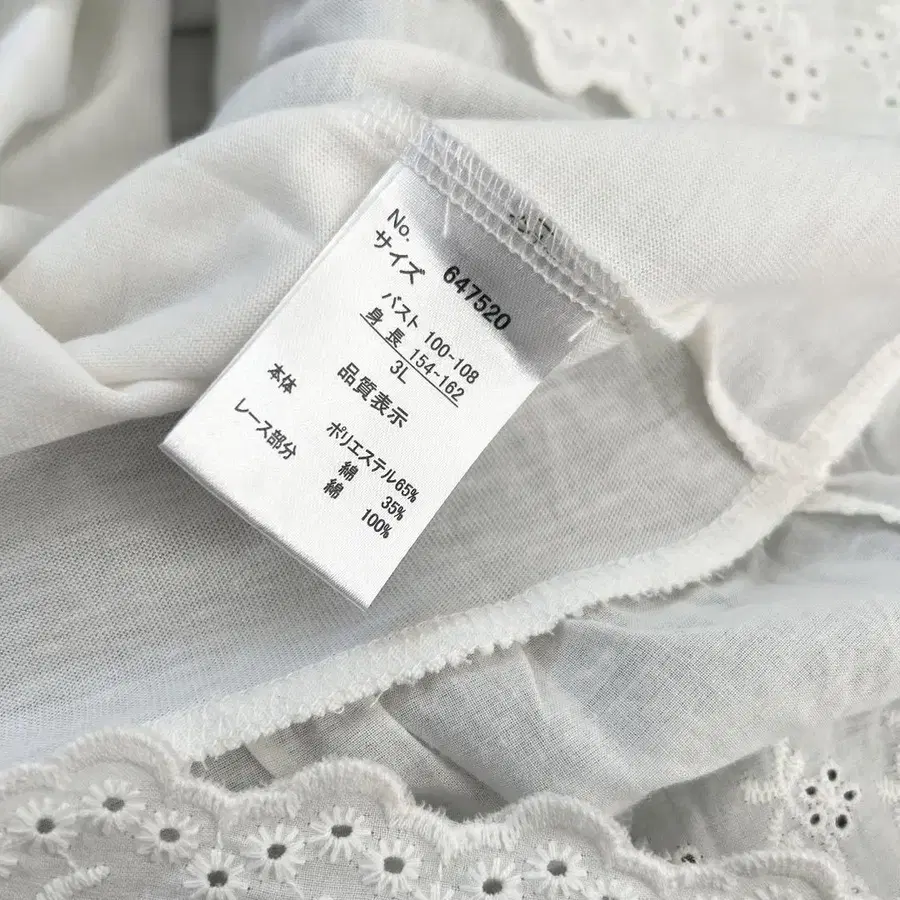 No. 647520
サイズ
バスト 100~108
身長 154~162
3L
品質表示
本体 ポリエステル65%
綿 35%
レース部分 綿 100%